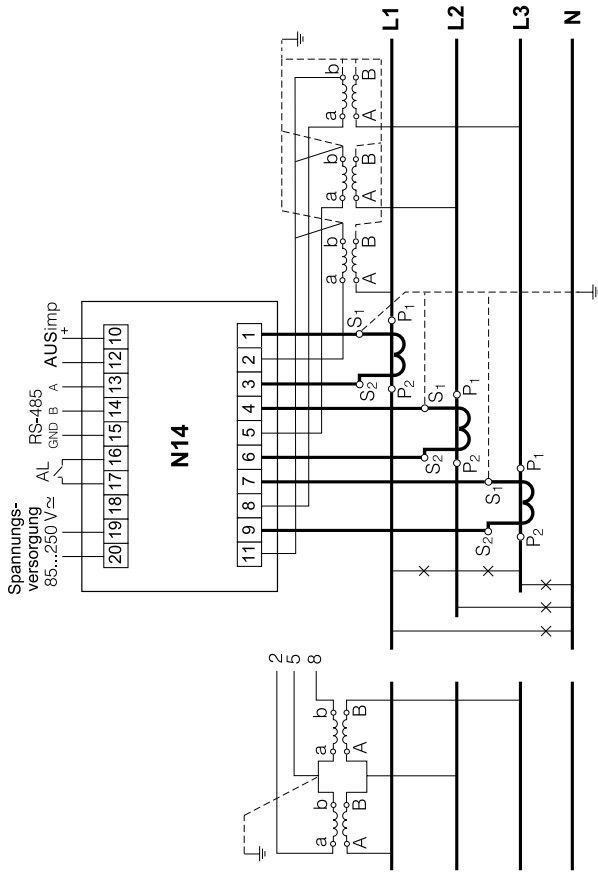 L1
L2
L3
N
b
B
a
A
b
B
a
A
b
B
a
A
AUSimp
+
RS-485
A
B
GND
AL
Spannungs-
versorgung
85...250 V≂
10
12
13
14
15
16
17
18
19
20
N14
1
2
3
4
5
6
7
8
9
11
S1
P1
S2
P2
S1
P1
S2
P2
S1
P1
S2
P2
2
5
8
b
B
a
A
b
B
a
A